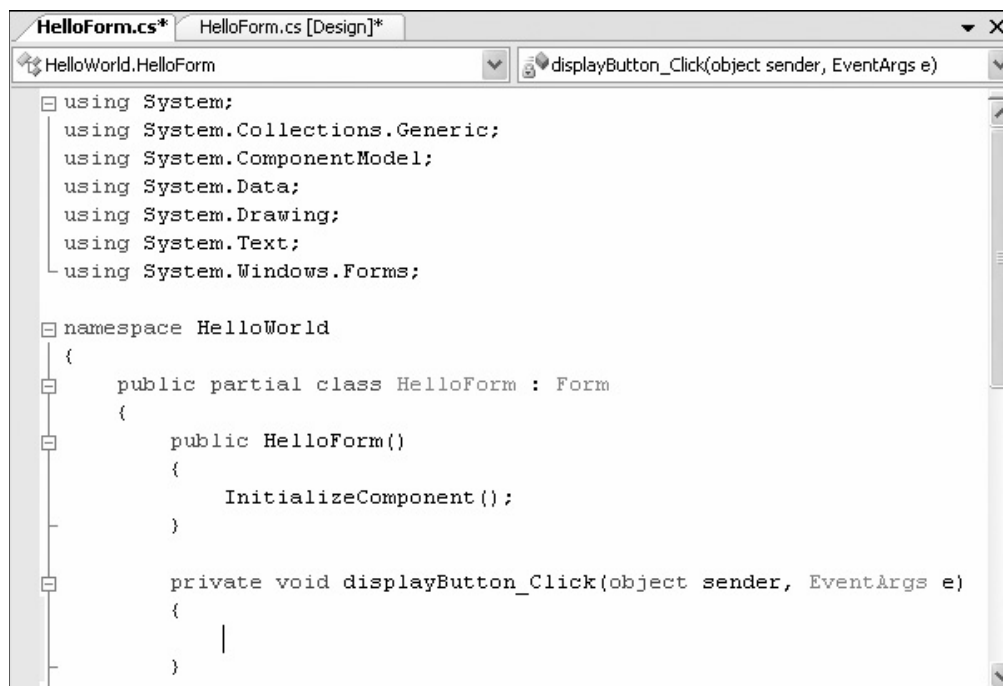 HelloForm.cs* HelloForm.cs [Design]*
HelloWorld.HelloForm displayButton_Click(object sender, EventArgs e)
using System;
using System.Collections.Generic;
using System.ComponentModel;
using System.Data;
using System.Drawing;
using System.Text;
using System.Windows.Forms;
namespace HelloWorld
{
public partial class HelloForm : Form
{
public HelloForm()
{
InitializeComponent();
}
private void displayButton_Click(object sender, EventArgs e)
{
}